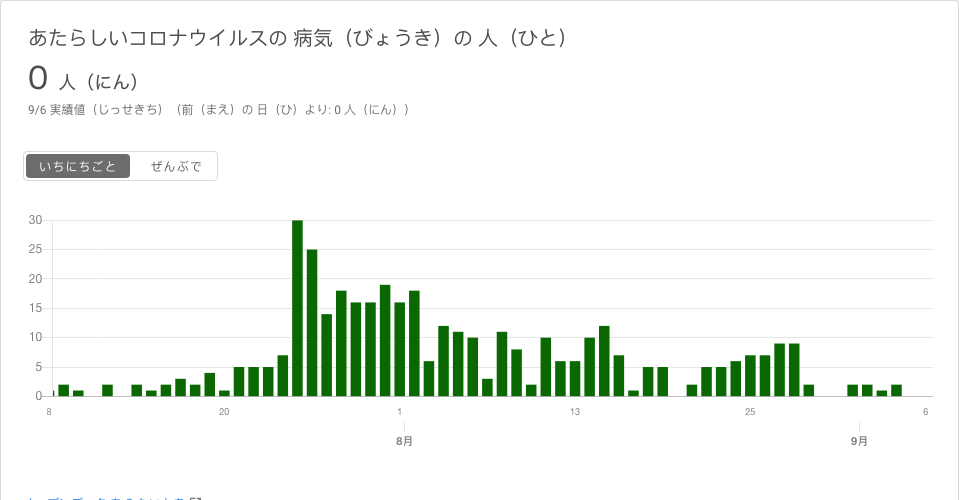 あたらしいコロナウイルスの 病気（びょうき）の 人（ひと）
0 人（にん）
9/6 実績値（じっせきち）（前（まえ）の 日（ひ）より: 0 人（にん））
いちにちごと ぜんぶで
30
25
20
15
10
5
0
8 20 1 13 25 6
8月 9月